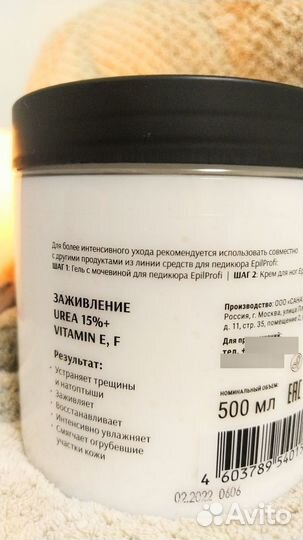 Для более интенсивного ухода рекомендуется использовать совместно
с другими продуктами из линии средств для педикюра EpilProfi:
ШАГ 1: Гель с мочевиной для педикюра EpilProfi | ШАГ 2: Крем для ног
ЗАЖИВЛЕНИЕ
UREA 15%+
VITAMIN E, F
Результат:
• Устраняет трещины
и натоптыши
• Заживляет
• Восстанавливает
• Интенсивно увлажняет
• Смягчает огрубевшие
участки кожи
Производство: ООО
Россия, г. Москва, улица
д. 11, стр. 35, помещение
Для
тел.
НОМИНАЛЬНЫЙ ОБЪЕМ:
500 мл
EAC
4 603789
02.2022 0606
Avito